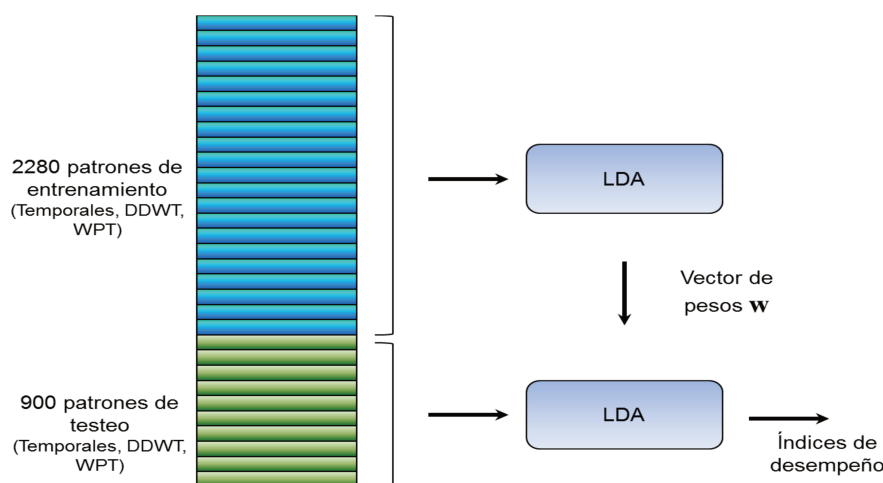 2280 patrones de
entrenamiento
(Temporales, DDWT,
WPT)
LDA
Vector de
pesos w
900 patrones de
testeo
(Temporales, DDWT,
WPT)
LDA
Índices de
desempeño